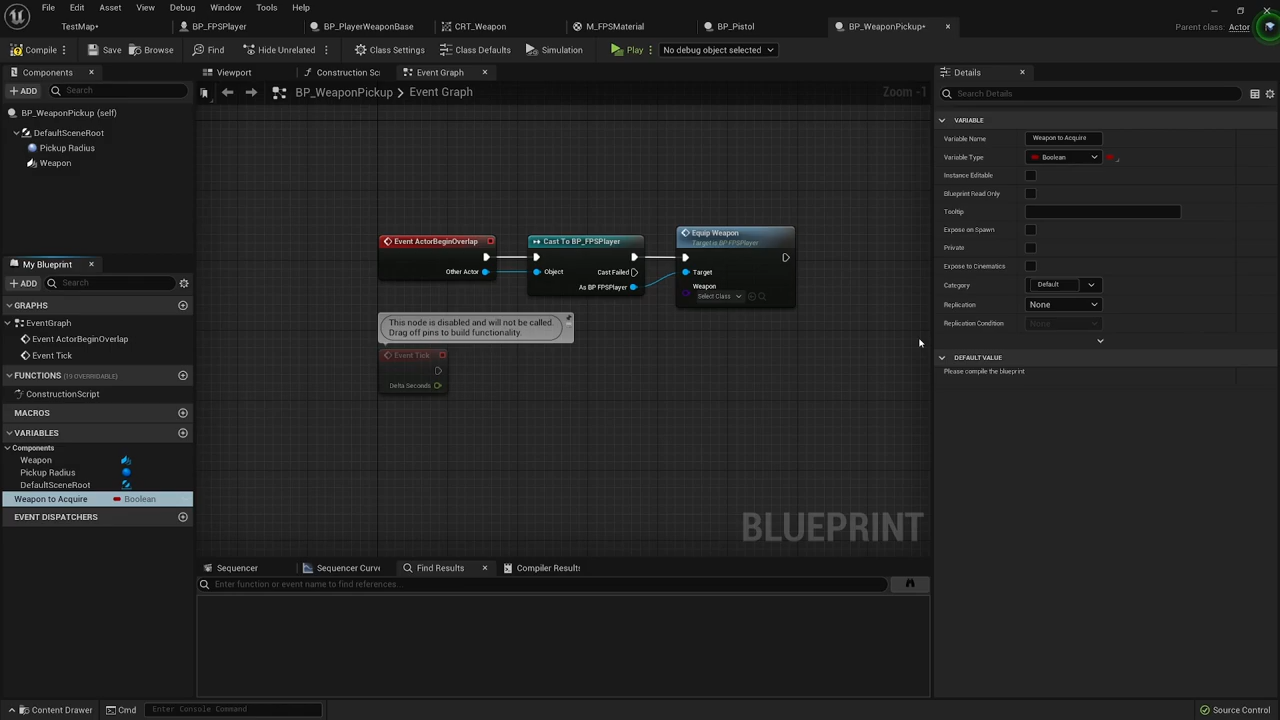 File Edit Asset View Debug Window Tools Help
TestMap• BP_FPSPlayer BP_PlayerWeaponBase CRT_Weapon M_FPSMaterial BP_Pistol BP_WeaponPickup• Parent class: Actor
Compile Save Browse Find Hide Unrelated Class Settings Class Defaults Simulation Play No debug object selected
Components
ADD Search
BP_WeaponPickup (self)
DefaultSceneRoot
Pickup Radius
Weapon
My Blueprint
ADD Search
GRAPHS
EventGraph
Event ActorBeginOverlap
Event Tick
FUNCTIONS (19 OVERRIDABLE)
ConstructionScript
MACROS
VARIABLES
Components
Weapon
Pickup Radius
DefaultSceneRoot
Weapon to Acquire Boolean
EVENT DISPATCHERS
Viewport Construction Sc Event Graph
BP_WeaponPickup > Event Graph Zoom -1
Event ActorBeginOverlap
Other Actor
Cast To BP_FPSPlayer
Object Cast Failed
As BP FPSPlayer
Equip Weapon
Target is BP FPSPlayer
Target
Weapon
Select Class
This node is disabled and will not be called.
Drag off pins to build functionality.
Event Tick
Delta Seconds
BLUEPRINT
Sequencer Sequencer Curve Find Results Compiler Results
Enter function or event name to find references...
Details
Search Details
VARIABLE
Variable Name Weapon to Acquire
Variable Type Boolean
Instance Editable
Blueprint Read Only
Tooltip
Expose on Spawn
Private
Expose to Cinematics
Category Default
Replication None
Replication Condition None
DEFAULT VALUE
Please compile the blueprint
Content Drawer Cmd Enter Console Command Source Control